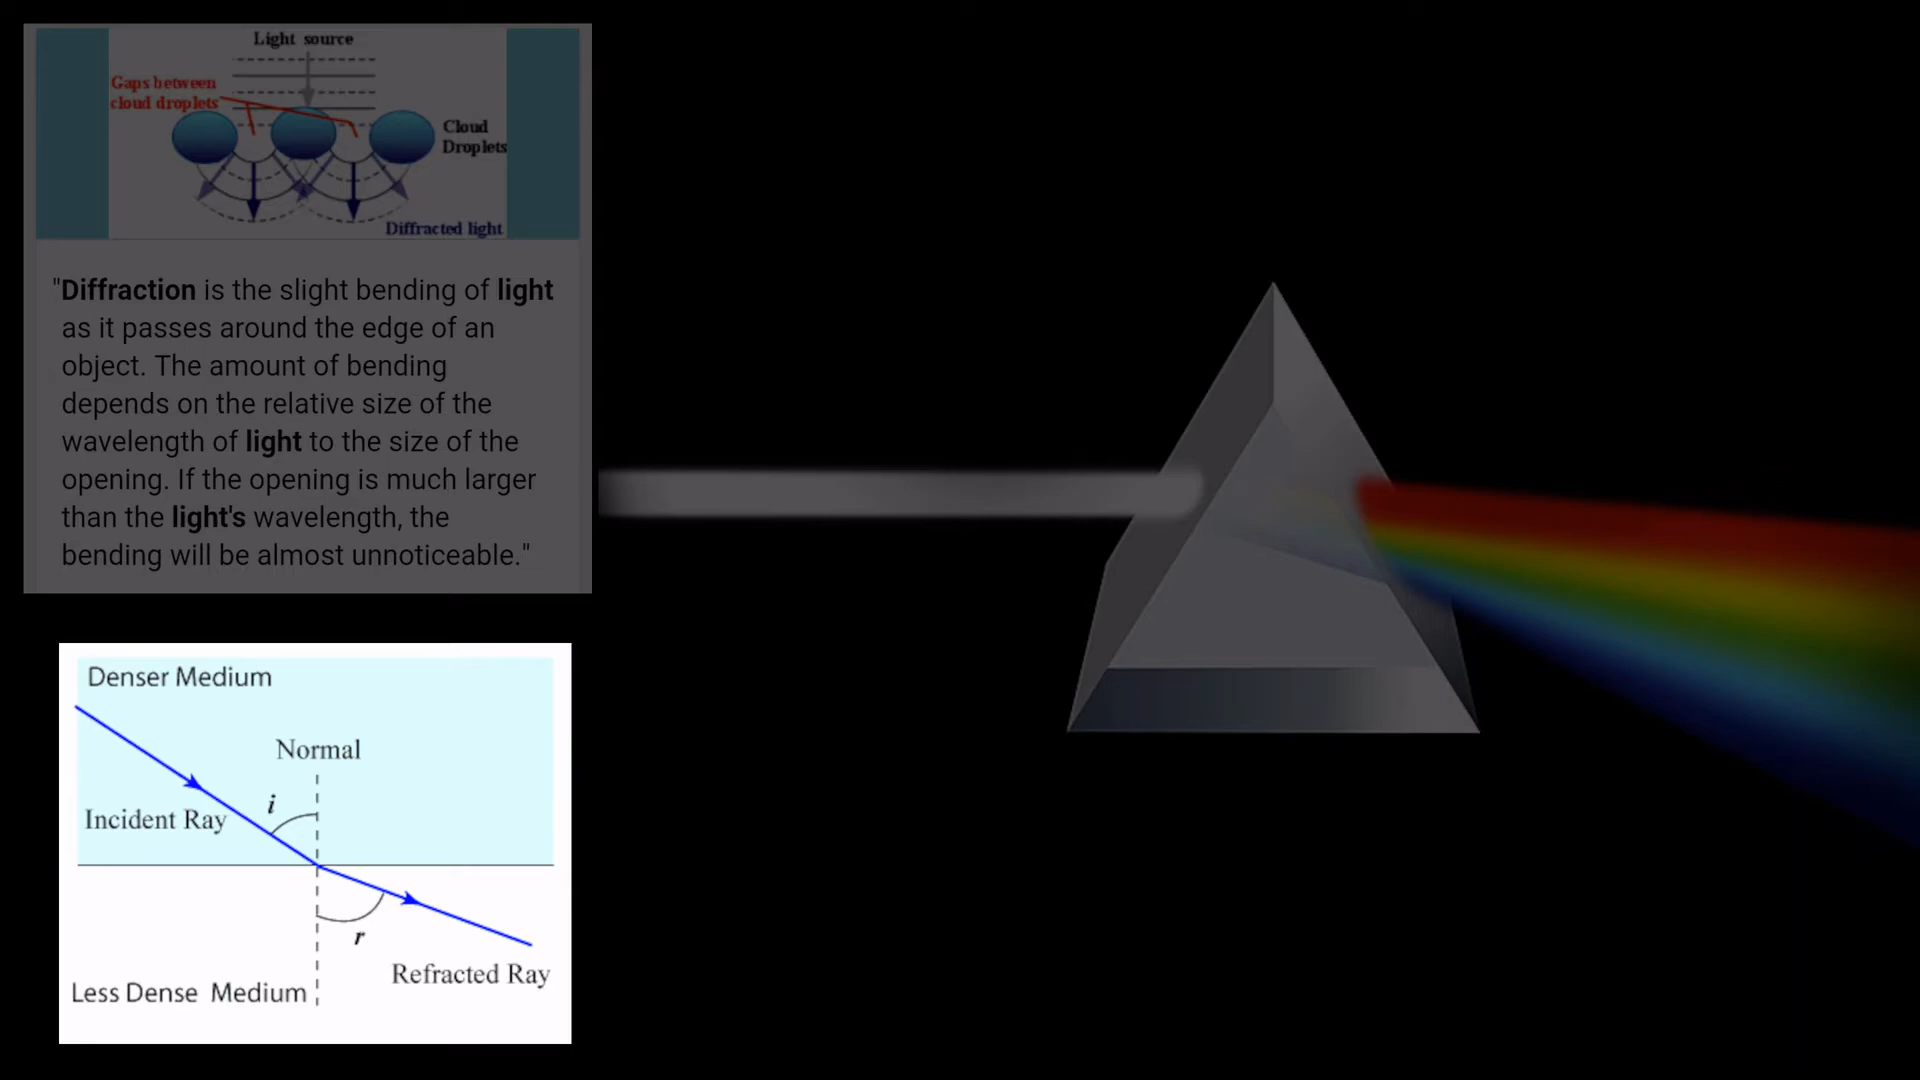 Light source
Gaps between
cloud droplets
Cloud
Droplets
Diffracted light
"Diffraction is the slight bending of light
as it passes around the edge of an
object. The amount of bending
depends on the relative size of the
wavelength of light to the size of the
opening. If the opening is much larger
than the light's wavelength, the
bending will be almost unnoticeable."
Denser Medium
Normal
i
Incident Ray
r
Refracted Ray
Less Dense Medium